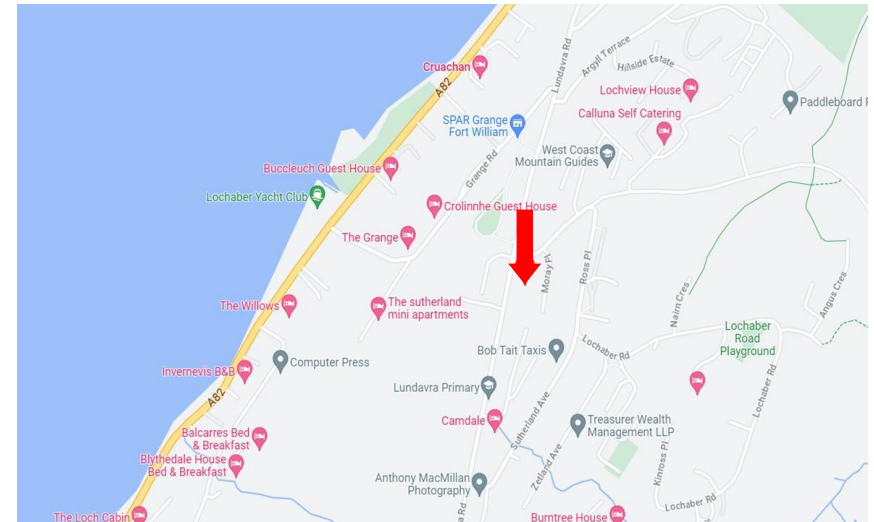 Cruachan
A82
Lundavra Rd
Argyll Terrace
Hillside Estate
Lochview House
Calluna Self Catering
Paddleboard
SPAR Grange
Fort William
West Coast
Mountain Guides
Grange Rd
Buccleuch Guest House
Lochaber Yacht Club
Crolinnhe Guest House
The Grange
Moray Pl
Ross Pl
Nairn Cres
Angus Cres
The Willows
The sutherland
mini apartments
Lochaber
Road
Playground
Bob Tait Taxis
Lochaber Rd
Computer Press
Invernevis B&B
A82
Lundavra Primary
Camdale
Sutherland Ave
Lochaber Rd
Treasurer Wealth
Management LLP
Balcarres Bed
& Breakfast
Blythedale House
Bed & Breakfast
Zetland Ave
Kinross Pl
Anthony MacMillan
Photography
a Rd
Lochaber Rd
The Loch Cabin
Burntree House